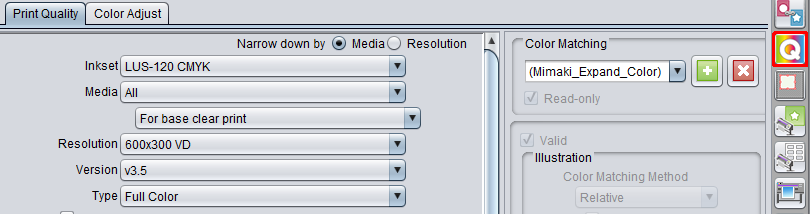 Print Quality
Color Adjust
Narrow down by Media Resolution
Inkset LUS-120 CMYK
Media All
For base clear print
Resolution 600x300 VD
Version v3.5
Type Full Color
Color Matching
(Mimaki_Expand_Color)
Read-only
Valid
Illustration
Color Matching Method
Relative